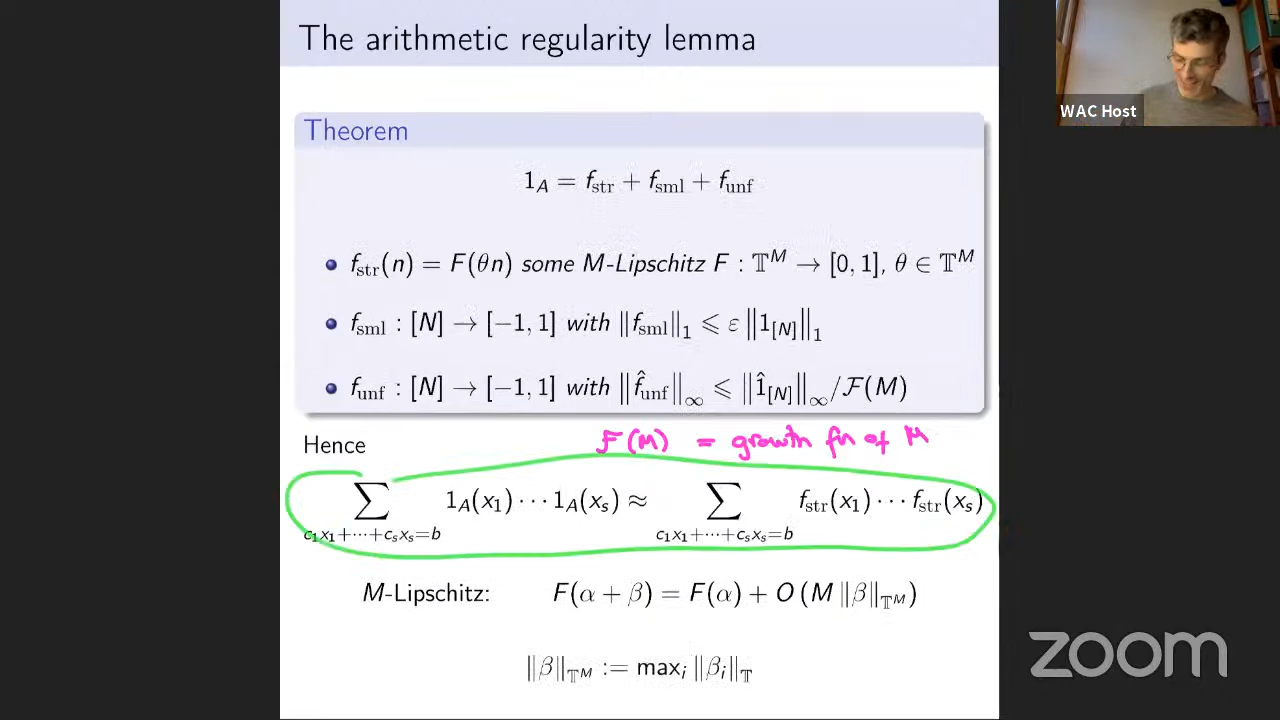 The arithmetic regularity lemma
WAC Host
Theorem
1_A = f_str + f_sml + f_unf
f_str(n) = F(θn) some M-Lipschitz F : 𝕋^M → [0, 1], θ ∈ 𝕋^M
f_sml : [N] → [−1, 1] with ‖f_sml‖_1 ⩽ ε ‖1_[N]‖_1
f_unf : [N] → [−1, 1] with ‖f̂_unf‖_∞ ⩽ ‖1̂_[N]‖_∞/ℱ(M)
Hence
ℱ(M) = growth fn of M
∑_{c_1x_1+⋯+c_sx_s=b} 1_A(x_1) ⋯ 1_A(x_s) ≈ ∑_{c_1x_1+⋯+c_sx_s=b} f_str(x_1) ⋯ f_str(x_s)
M-Lipschitz: F(α + β) = F(α) + O (M ‖β‖_{𝕋^M})
‖β‖_{𝕋^M} := max_i ‖β_i‖_𝕋
zoom